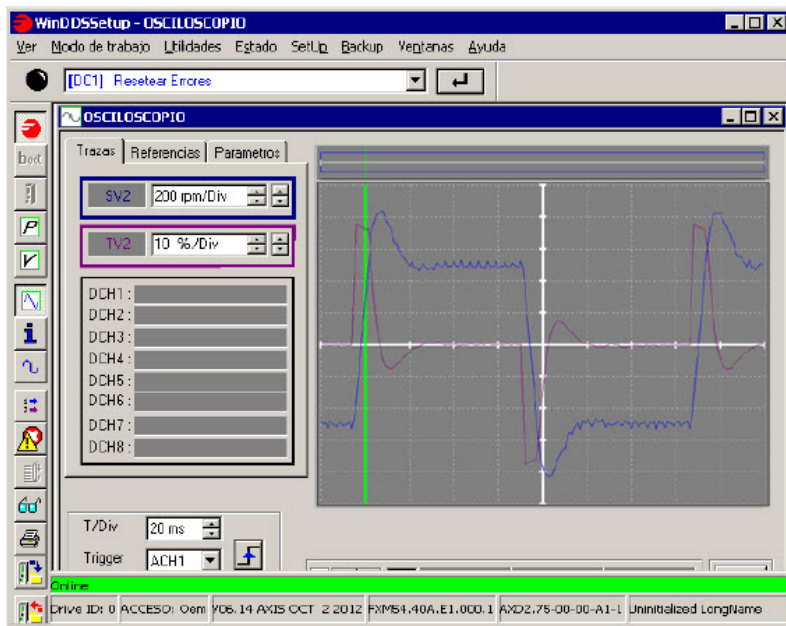 WinDDSSetup - OSCILOSCOPIO
Ver Modo de trabajo Utilidades Estado SetUp Backup Ventanas Ayuda
[DC1] Resetear Errores
OSCILOSCOPIO
Trazas Referencias Parametros
SV2 200 rpm/Div
TV2 10 %/Div
DCH1 :
DCH2 :
DCH3 :
DCH4 :
DCH5 :
DCH6 :
DCH7 :
DCH8 :
Boot
P
V
i
T/Div 20 ms
Trigger ACH1
Online
Drive ID: 0 ACCESO: Oem V06.14 AXIS OCT 2 2012 FXM54.40A.E1.000.1 AXD2.75-00-00-A1-1 Uninitialized LongName